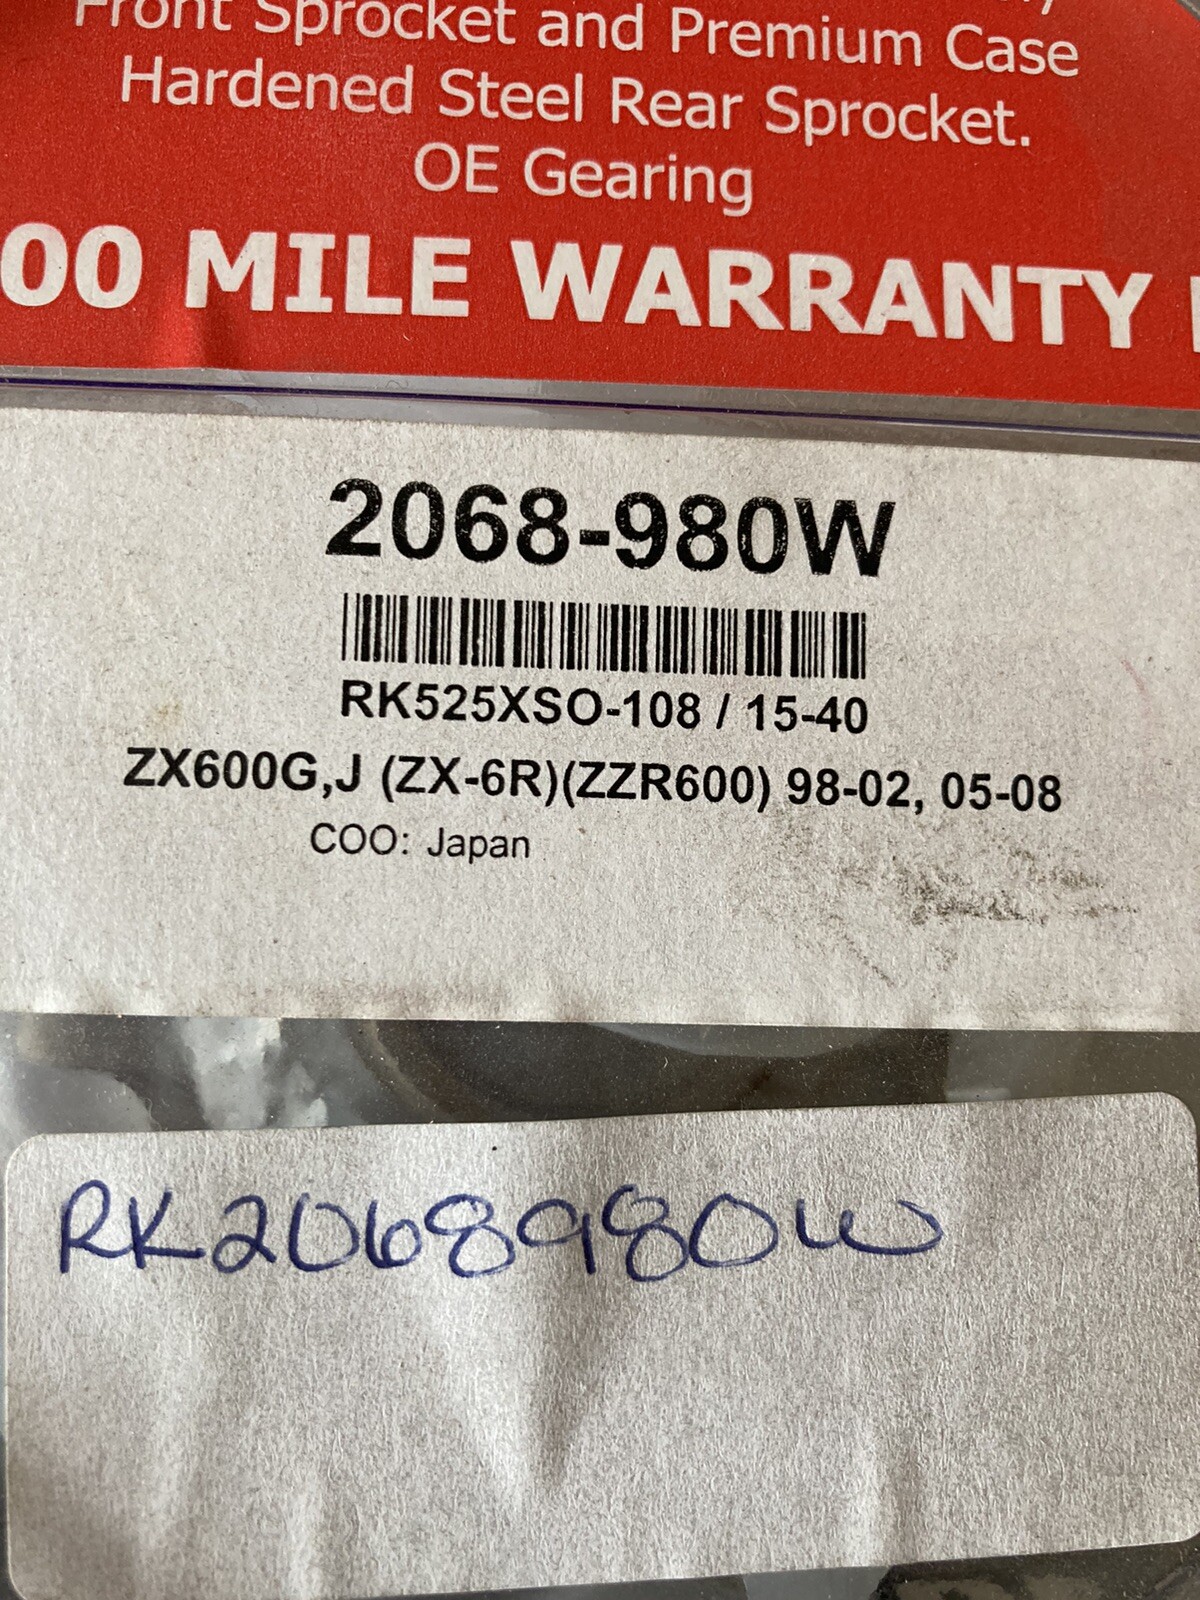 Front Sprocket and Premium Case
Hardened Steel Rear Sprocket.
OE Gearing
00 MILE WARRANTY
2068-980W
RK525XSO-108 / 15-40
ZX600G,J (ZX-6R)(ZZR600) 98-02, 05-08
COO: Japan
RK2068980W